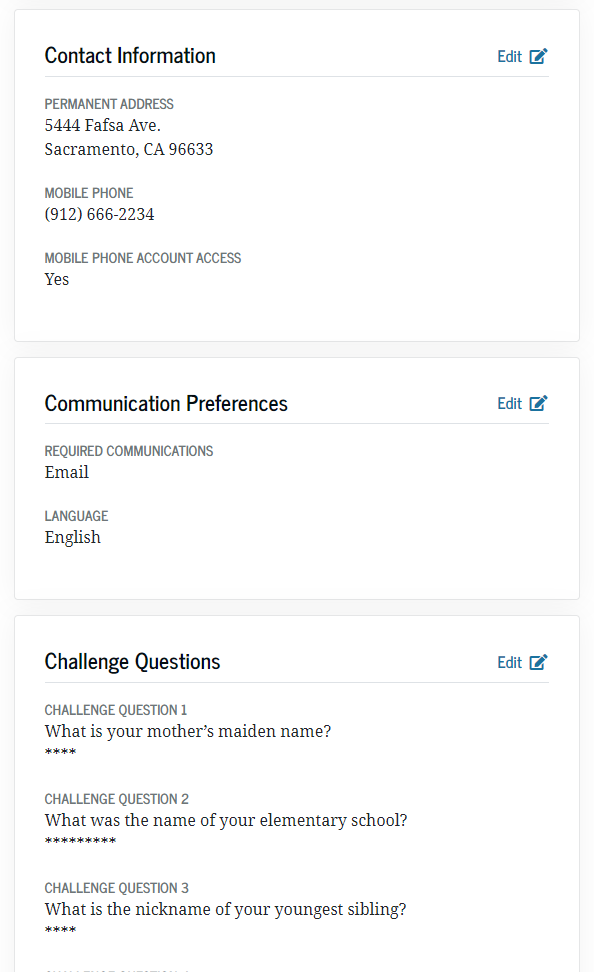 Contact Information
Edit
PERMANENT ADDRESS
5444 Fafsa Ave.
Sacramento, CA 96633
MOBILE PHONE
(912) 666-2234
MOBILE PHONE ACCOUNT ACCESS
Yes
Communication Preferences
Edit
REQUIRED COMMUNICATIONS
Email
LANGUAGE
English
Challenge Questions
Edit
CHALLENGE QUESTION 1
What is your mother’s maiden name?
****
CHALLENGE QUESTION 2
What was the name of your elementary school?
*********
CHALLENGE QUESTION 3
What is the nickname of your youngest sibling?
****